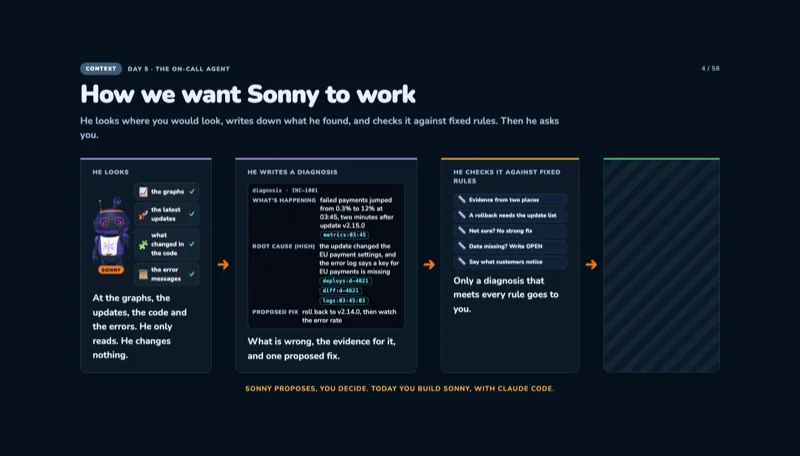 CONTEXT DAY 5 · THE ON-CALL AGENT
4 / 58
How we want Sonny to work
He looks where you would look, writes down what he found, and checks it against fixed rules. Then he asks
you.
HE LOOKS
the graphs
the latest
updates
what
changed in
the code
the error
messages
SONNY
At the graphs, the
updates, the code and
the errors. He only
reads. He changes
nothing.
HE WRITES A DIAGNOSIS
diagnosis · INC-1001
WHAT'S HAPPENING failed payments jumped
from 0.3% to 12% at
03:45, two minutes after
update v2.15.0
metrics:03:45
ROOT CAUSE (HIGH) the update changed the
EU payment settings, and
the error log says a key for
EU payments is missing
deploys:d-4821
diff:d-4821
logs:03:45:03
PROPOSED FIX roll back to v2.14.0, then watch
the error rate
What is wrong, the evidence for it,
and one proposed fix.
HE CHECKS IT AGAINST FIXED
RULES
Evidence from two places
A rollback needs the update list
Not sure? No strong fix
Data missing? Write OPEN
Say what customers notice
Only a diagnosis that
meets every rule goes to
you.
SONNY PROPOSES, YOU DECIDE. TODAY YOU BUILD SONNY, WITH CLAUDE CODE.